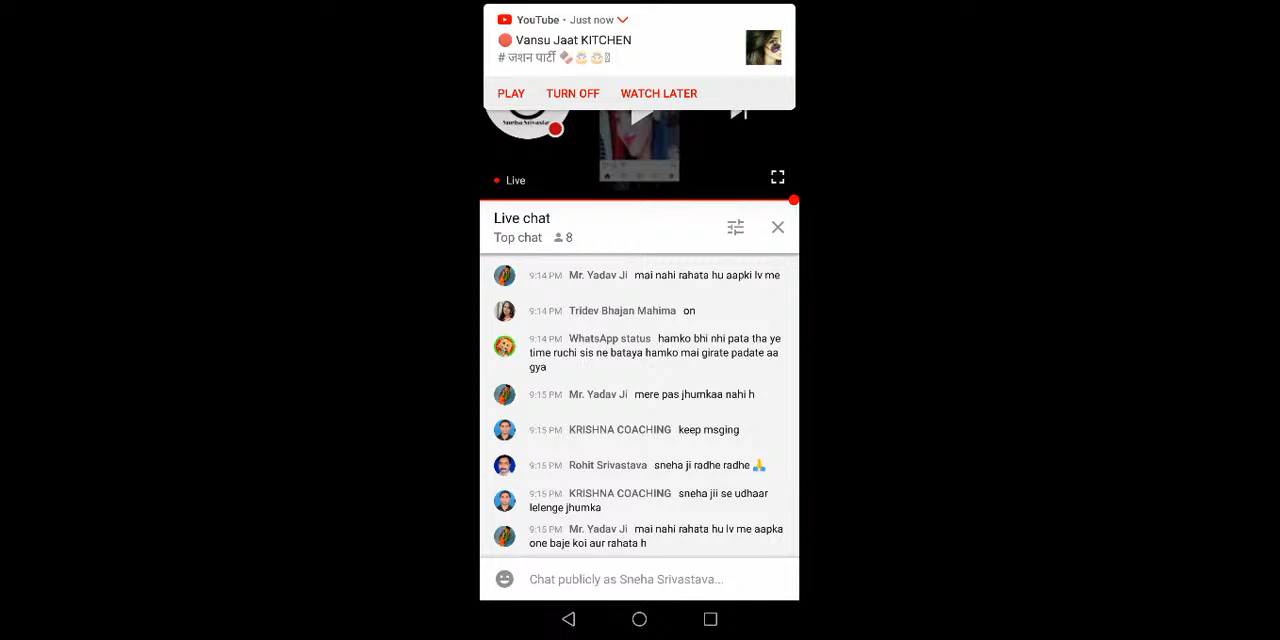 YouTube • Just now
Vansu Jaat KITCHEN
# जशन पार्टी
PLAY TURN OFF WATCH LATER
Live
Live chat
Top chat 8
9:14 PM Mr. Yadav Ji mai nahi rahata hu aapki lv me
9:14 PM Tridev Bhajan Mahima on
9:14 PM WhatsApp status hamko bhi nhi pata tha ye
time ruchi sis ne bataya hamko mai girate padate aa
gya
9:15 PM Mr. Yadav Ji mere pas jhumkaa nahi h
9:15 PM KRISHNA COACHING keep msging
9:15 PM Rohit Srivastava sneha ji radhe radhe 🙏
9:15 PM KRISHNA COACHING sneha jii se udhaar
lelenge jhumka
9:15 PM Mr. Yadav Ji mai nahi rahata hu lv me aapka
one baje koi aur rahata h
Chat publicly as Sneha Srivastava...